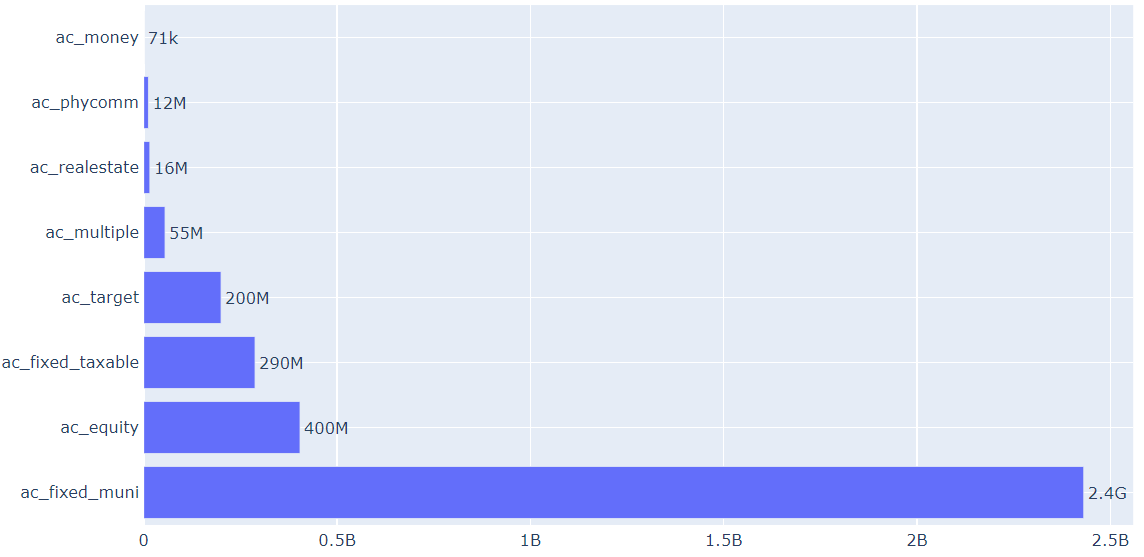 ac_money 71k
ac_phycomm 12M
ac_realestate 16M
ac_multiple 55M
ac_target 200M
ac_fixed_taxable 290M
ac_equity 400M
ac_fixed_muni 2.4G
0 0.5B 1B 1.5B 2B 2.5B